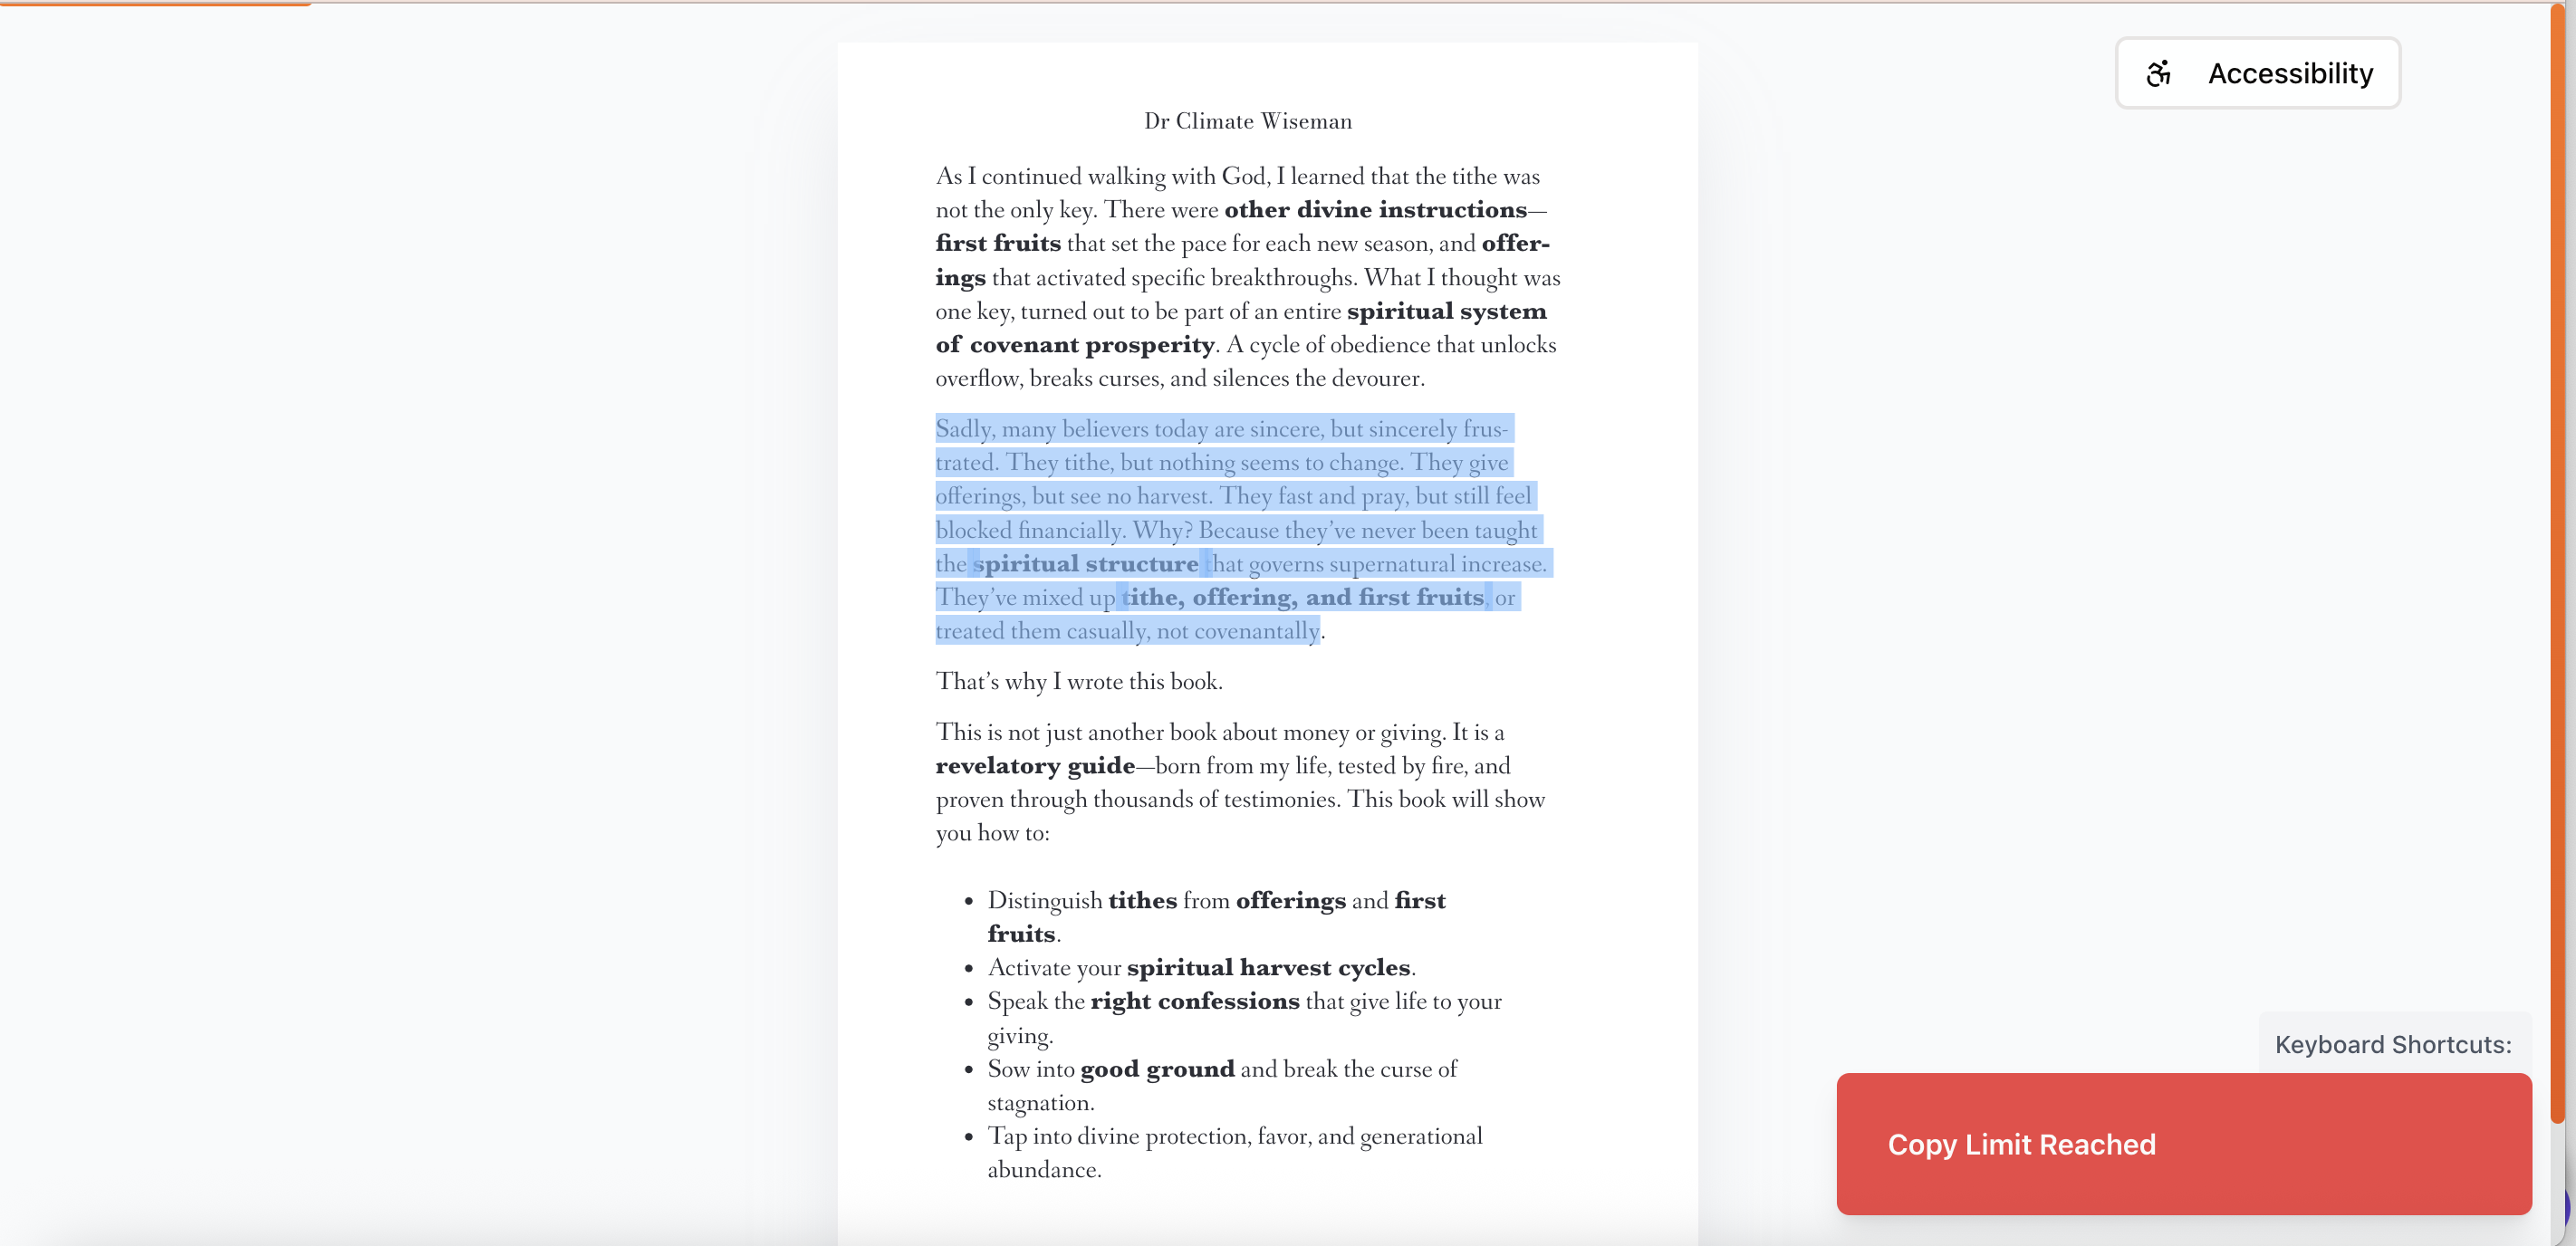 Accessibility
Dr Climate Wiseman
As I continued walking with God, I learned that the tithe was
not the only key. There were other divine instructions—
first fruits that set the pace for each new season, and offer-
ings that activated specific breakthroughs. What I thought was
one key, turned out to be part of an entire spiritual system
of covenant prosperity. A cycle of obedience that unlocks
overflow, breaks curses, and silences the devourer.
Sadly, many believers today are sincere, but sincerely frus-
trated. They tithe, but nothing seems to change. They give
offerings, but see no harvest. They fast and pray, but still feel
blocked financially. Why? Because they’ve never been taught
the spiritual structure that governs supernatural increase.
They’ve mixed up tithe, offering, and first fruits, or
treated them casually, not covenantally.
That’s why I wrote this book.
This is not just another book about money or giving. It is a
revelatory guide—born from my life, tested by fire, and
proven through thousands of testimonies. This book will show
you how to:
• Distinguish tithes from offerings and first
fruits.
• Activate your spiritual harvest cycles.
• Speak the right confessions that give life to your
giving.
• Sow into good ground and break the curse of
stagnation.
• Tap into divine protection, favor, and generational
abundance.
Keyboard Shortcuts:
Copy Limit Reached